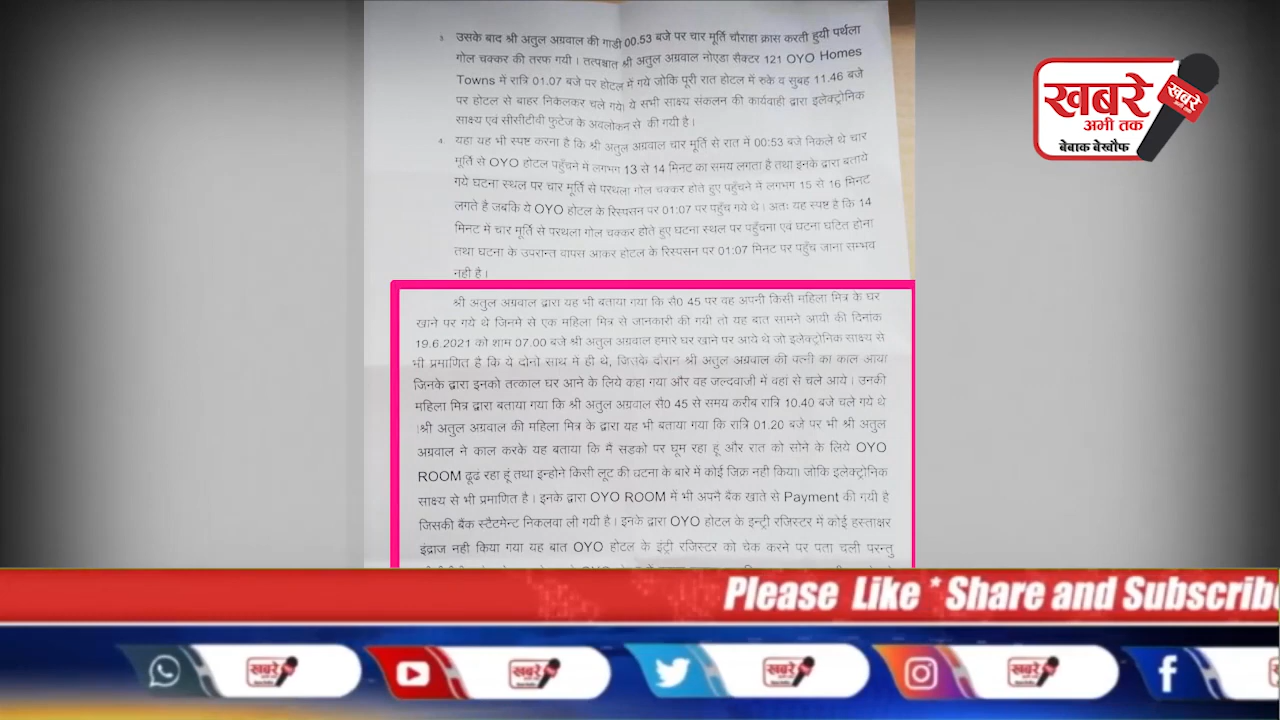 3. उसके बाद श्री अतुल अग्रवाल की गाड़ी 00.53 बजे पर चार मूर्ति चौराहा क्रास करती हुयी पर्थला
गोल चक्कर की तरफ गयी। तत्पश्चात श्री अतुल अग्रवाल नोएडा सैक्टर 121 OYO Homes
Towns में रात्रि 01.07 बजे पर होटल में गये जोकि पूरी रात होटल में रुके व सुबह 11.46 बजे
पर होटल से बाहर निकलकर चले गये। ये सभी साक्ष्य संकलन की कार्यवाही द्वारा इलेक्ट्रोनिक
साक्ष्य एवं सीसीटीवी फुटेज के अवलोकन से की गयी है।
4. यहा यह भी स्पष्ट करना है कि श्री अतुल अग्रवाल चार मूर्ति से रात में 00:53 बजे निकले थे चार
मूर्ति से OYO होटल पहुँचने में लगभग 13 से 14 मिनट का समय लगता है तथा इनके द्वारा बताये
गये घटना स्थल पर चार मूर्ति से परथला गोल चक्कर होते हुए पहुँचने में लगभग 15 से 16 मिनट
लगते है जबकि ये OYO होटल के रिस्पसन पर 01:07 पर पहुँच गये थे। अतः यह स्पष्ट है कि 14
मिनट में चार मूर्ति से परथला गोल चक्कर होते हुए घटना स्थल पर पहुँचना एवं घटना घटित होना
तथा घटना के उपरान्त वापस आकर होटल के रिस्पसन पर 01:07 मिनट पर पहुँच जाना सम्भव
नही है।
श्री अतुल अग्रवाल द्वारा यह भी बताया गया कि सै0 45 पर वह अपनी किसी महिला मित्र के घर
खाने पर गये थे जिनमे से एक महिला मित्र से जानकारी की गयी तो यह बात सामने आयी की दिनांक
19.6.2021 को शाम 07.00 बजे श्री अतुल अग्रवाल हमारे घर खाने पर आये थे जो इलेक्ट्रोनिक साक्ष्य से
भी प्रमाणित है कि ये दोनो साथ मे ही थे, जिसके दौरान श्री अतुल अग्रवाल की पत्नी का काल आया
जिनके द्वारा इनको तत्काल घर आने के लिये कहा गया और वह जल्दवाजी में वहां से चले आये। उनकी
महिला मित्र द्वारा बताया गया कि श्री अतुल अग्रवाल सै0 45 से समय करीब रात्रि 10.40 बजे चले गये थे
।श्री अतुल अग्रवाल की महिला मित्र के द्वारा यह भी बताया गया कि रात्रि 01.20 बजे पर भी श्री अतुल
अग्रवाल ने काल करके यह बताया कि मैं सडको पर घूम रहा हूं और रात को सोने के लिये OYO
ROOM ढूढ रहा हूं तथा इन्होने किसी लूट की घटना के बारे में कोई जिक्र नही किया। जोकि इलेक्ट्रोनिक
साक्ष्य से भी प्रमाणित है। इनके द्वारा OYO ROOM में भी अपने बैंक खाते से Payment की गयी है
जिसकी बैंक स्टैटमेन्ट निकलवा ली गयी है। इनके द्वारा OYO होटल के इन्ट्री रजिस्टर में कोई हस्ताक्षर
इंद्राज नही किया गया यह बात OYO होटल के इंट्री रजिस्टर को चेक करने पर पता चली परन्तु
खबरे
अभी तक
बेबाक बेखौफ
खबरे
Please Like * Share and Subscrib
खबरे
खबरे
खबरे
खबरे